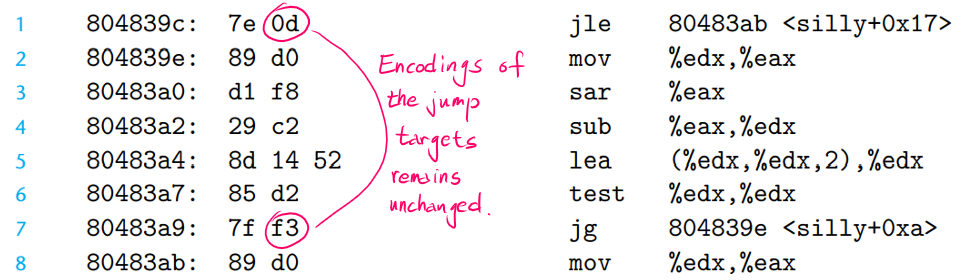 1 804839c: 7e 0d jle 80483ab <silly+0x17>
2 804839e: 89 d0 mov %edx,%eax
3 80483a0: d1 f8 sar %eax
4 80483a2: 29 c2 sub %eax,%edx
5 80483a4: 8d 14 52 lea (%edx,%edx,2),%edx
6 80483a7: 85 d2 test %edx,%edx
7 80483a9: 7f f3 jg 804839e <silly+0xa>
8 80483ab: 89 d0 mov %edx,%eax
Encodings of
the jump
targets
remains
unchanged.